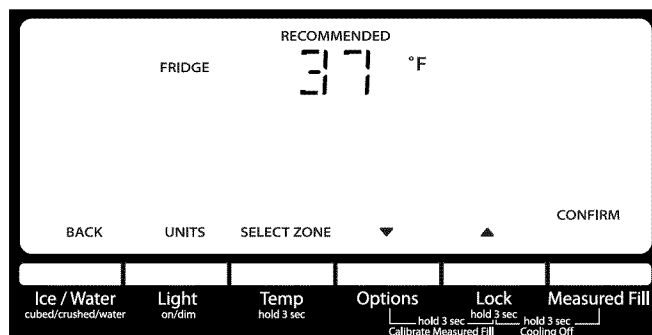 RECOMMENDED
FRIDGE 37 °F
CONFIRM
BACK UNITS SELECT ZONE ▼ ▲
Ice / Water Light Temp Options Lock Measured Fill
cubed/crushed/water on/dim hold 3 sec hold 3 sec
hold 3 sec hold 3 sec
Calibrate Measured Fill Cooling Off